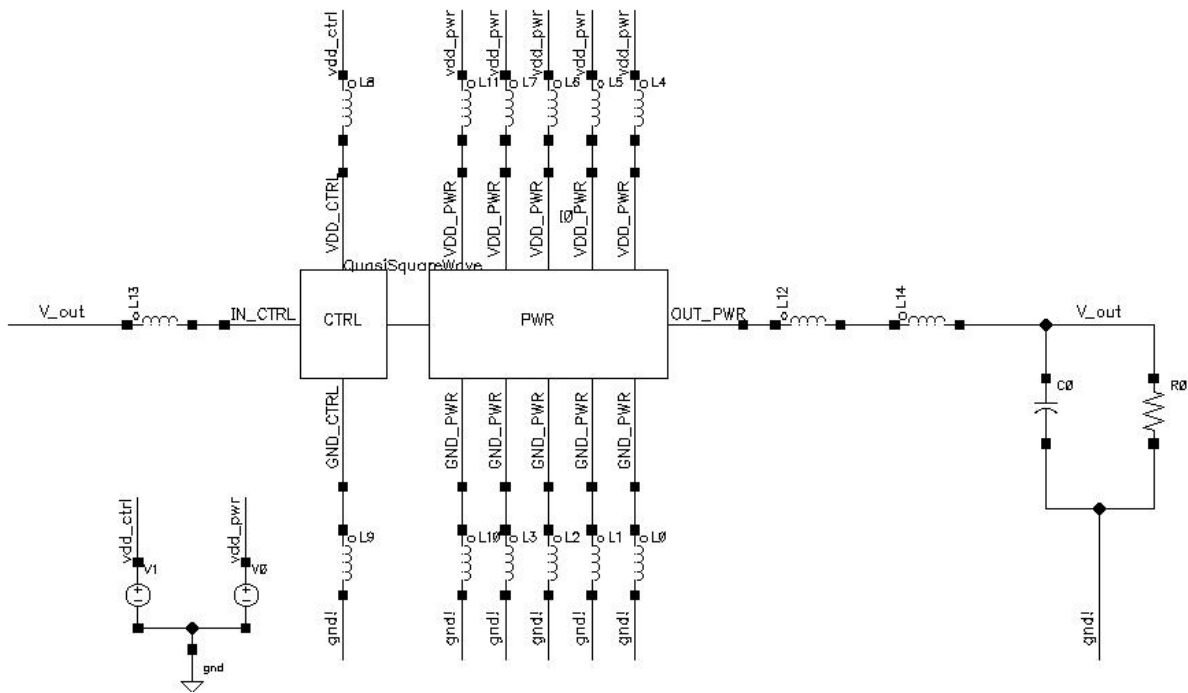 vdd_ctrl
vdd_pwr
vdd_pwr
vdd_pwr
vdd_pwr
vdd_pwr
L8
L11
L7
L6
L5
L4
VDD_CTRL
VDD_PWR
VDD_PWR
VDD_PWR
VDD_PWR
VDD_PWR
I0
QuasiSquareWave
V_out
L13
IN_CTRL
CTRL
PWR
OUT_PWR
L12
L14
V_out
C0
R0
GND_CTRL
GND_PWR
GND_PWR
GND_PWR
GND_PWR
GND_PWR
vdd_ctrl
vdd_pwr
V1
V0
L9
L10
L3
L2
L1
L0
gnd!
gnd!
gnd!
gnd!
gnd!
gnd!
gnd!
gnd